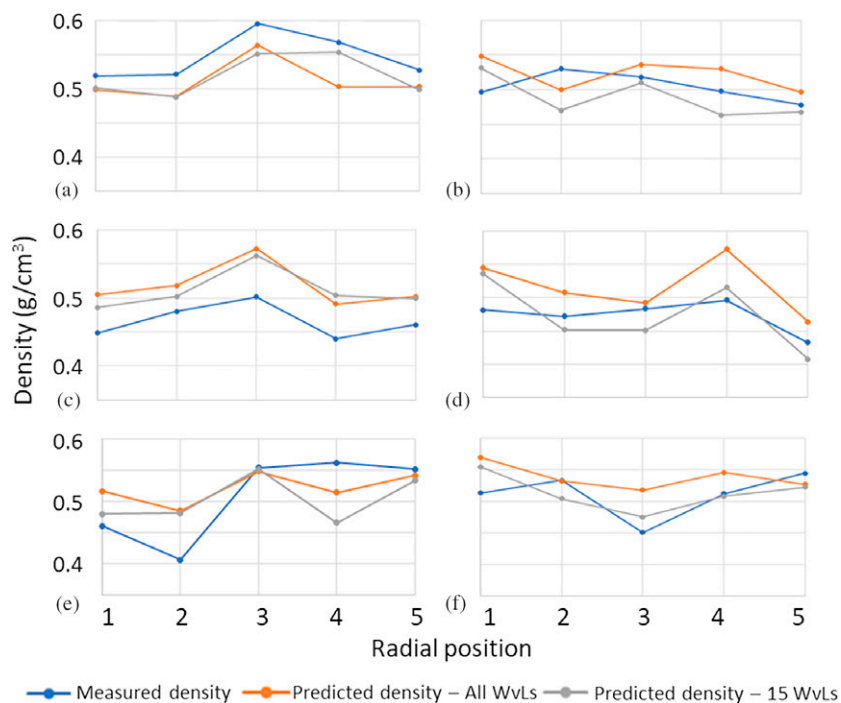 0.6
0.5
0.4
(a)
(b)
Density (g/cm³)
0.6
0.5
0.4
(c)
(d)
0.6
0.5
0.4
(e)
(f)
1 2 3 4 5
1 2 3 4 5
Radial position
Measured density Predicted density – All WvLs Predicted density – 15 WvLs